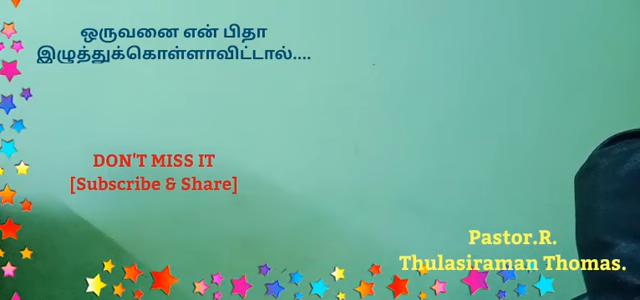 ஒருவனை என் பிதா
இழுத்துக்கொள்ளாவிட்டால்....
DON'T MISS IT
[Subscribe & Share]
Pastor.R.
Thulasiraman Thomas.